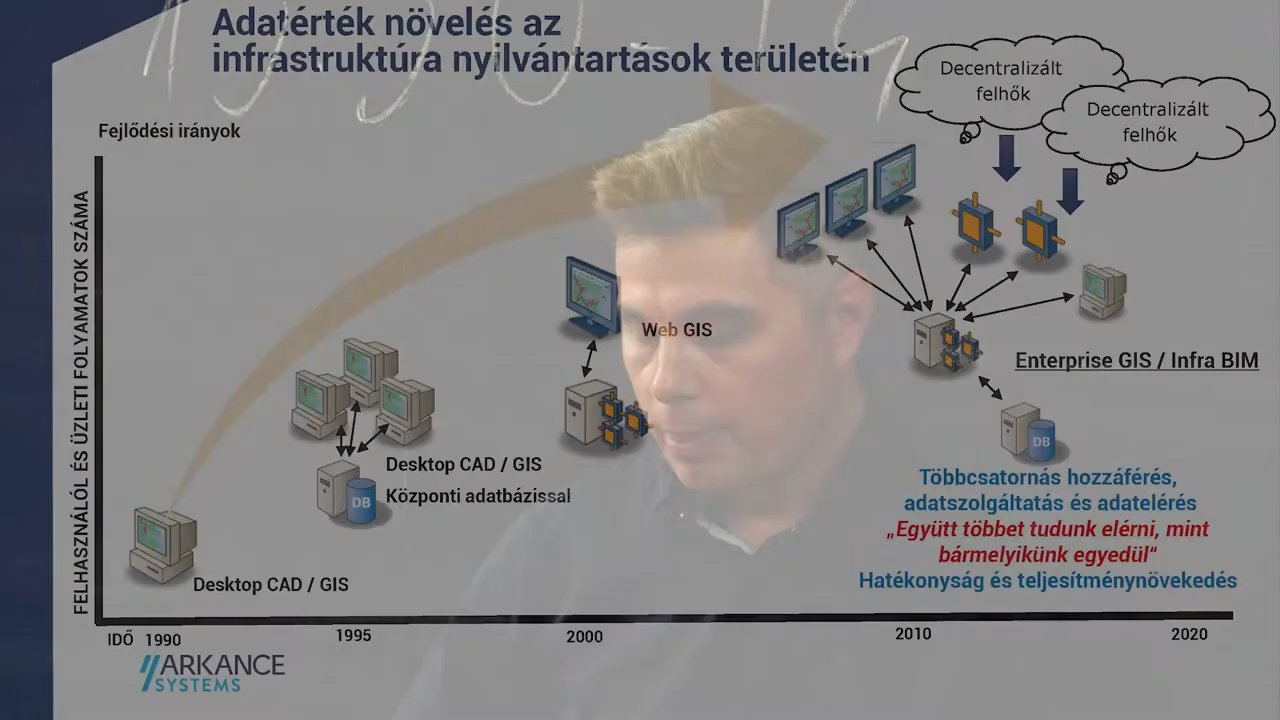 Adatérték növelés az
infrastruktúra nyilvántartások területén
Decentralizált
felhők
Decentralizált
felhők
Fejlődési irányok
FELHASZNÁLÓI ÉS ÜZLETI FOLYAMATOK SZÁMA
Web GIS
Enterprise GIS / Infra BIM
DB
Desktop CAD / GIS
Központi adatbázissal
DB
Többcsatornás hozzáférés,
adatszolgáltatás és adatelérés
„Együtt többet tudunk elérni, mint
bármelyikünk egyedül“
Hatékonyság és teljesítménynövekedés
Desktop CAD / GIS
IDŐ 1990
1995
2000
2010
2020
ARKANCE
SYSTEMS